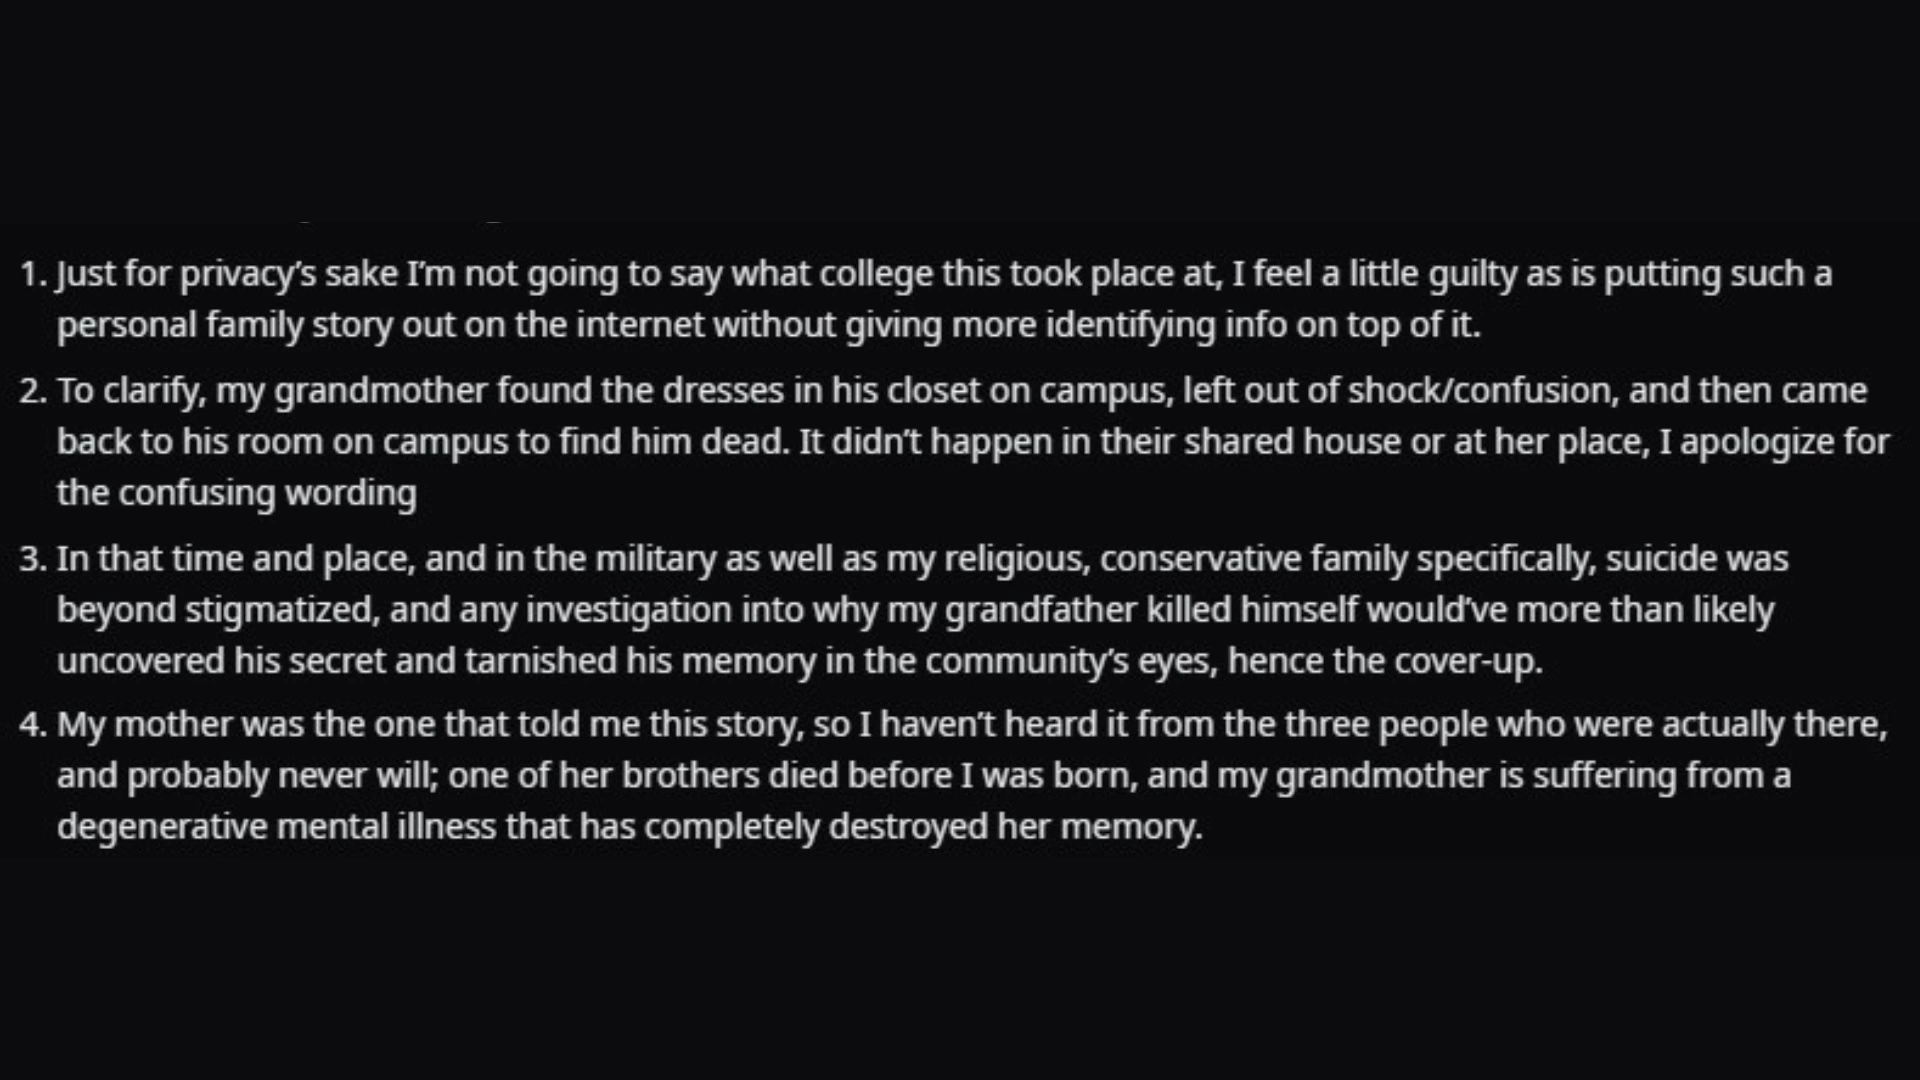 1. Just for privacy’s sake I’m not going to say what college this took place at, I feel a little guilty as is putting such a
personal family story out on the internet without giving more identifying info on top of it.
2. To clarify, my grandmother found the dresses in his closet on campus, left out of shock/confusion, and then came
back to his room on campus to find him dead. It didn’t happen in their shared house or at her place, I apologize for
the confusing wording
3. In that time and place, and in the military as well as my religious, conservative family specifically, suicide was
beyond stigmatized, and any investigation into why my grandfather killed himself would’ve more than likely
uncovered his secret and tarnished his memory in the community’s eyes, hence the cover-up.
4. My mother was the one that told me this story, so I haven’t heard it from the three people who were actually there,
and probably never will; one of her brothers died before I was born, and my grandmother is suffering from a
degenerative mental illness that has completely destroyed her memory.